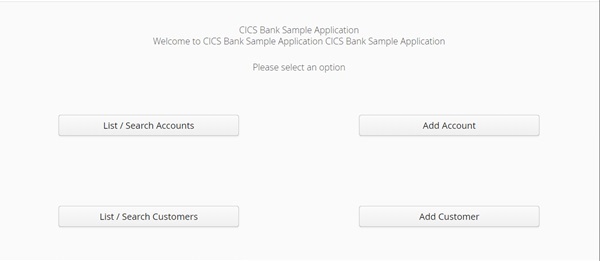 CICS Bank Sample Application
Welcome to CICS Bank Sample Application CICS Bank Sample Application
Please select an option
List / Search Accounts
Add Account
List / Search Customers
Add Customer